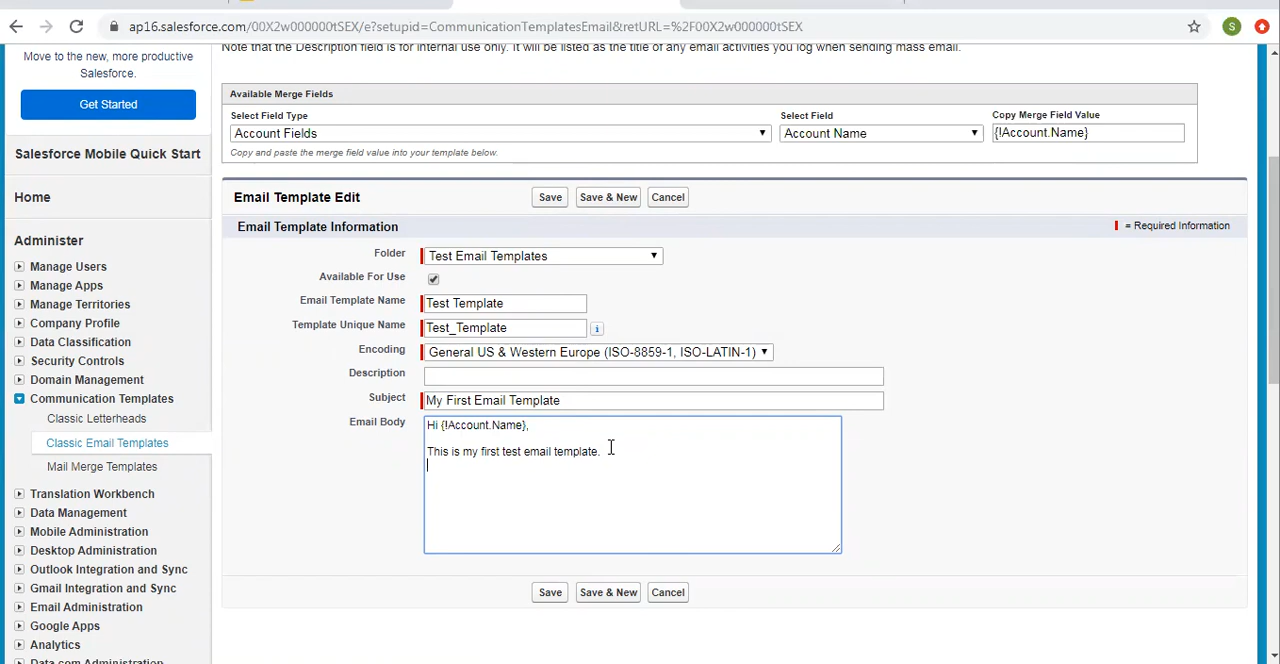 ap16.salesforce.com/00X2w000000tSEX/e?setupid=CommunicationTemplatesEmail&retURL=%2F00X2w000000tSEX
S
Move to the new, more productive
Salesforce.
Get Started
Salesforce Mobile Quick Start
Home
Administer
Manage Users
Manage Apps
Manage Territories
Company Profile
Data Classification
Security Controls
Domain Management
Communication Templates
Classic Letterheads
Classic Email Templates
Mail Merge Templates
Translation Workbench
Data Management
Mobile Administration
Desktop Administration
Outlook Integration and Sync
Gmail Integration and Sync
Email Administration
Google Apps
Analytics
Data.com Administration
Note that the Description field is for internal use only. It will be listed as the title of any email activities you log when sending mass email.
Available Merge Fields
Select Field Type Select Field Copy Merge Field Value
Account Fields Account Name {!Account.Name}
Copy and paste the merge field value into your template below.
Email Template Edit Save Save & New Cancel
Email Template Information = Required Information
Folder Test Email Templates
Available For Use
Email Template Name Test Template
Template Unique Name Test_Template i
Encoding General US & Western Europe (ISO-8859-1, ISO-LATIN-1)
Description
Subject My First Email Template
Email Body Hi {!Account.Name},
This is my first test email template.
Save Save & New Cancel